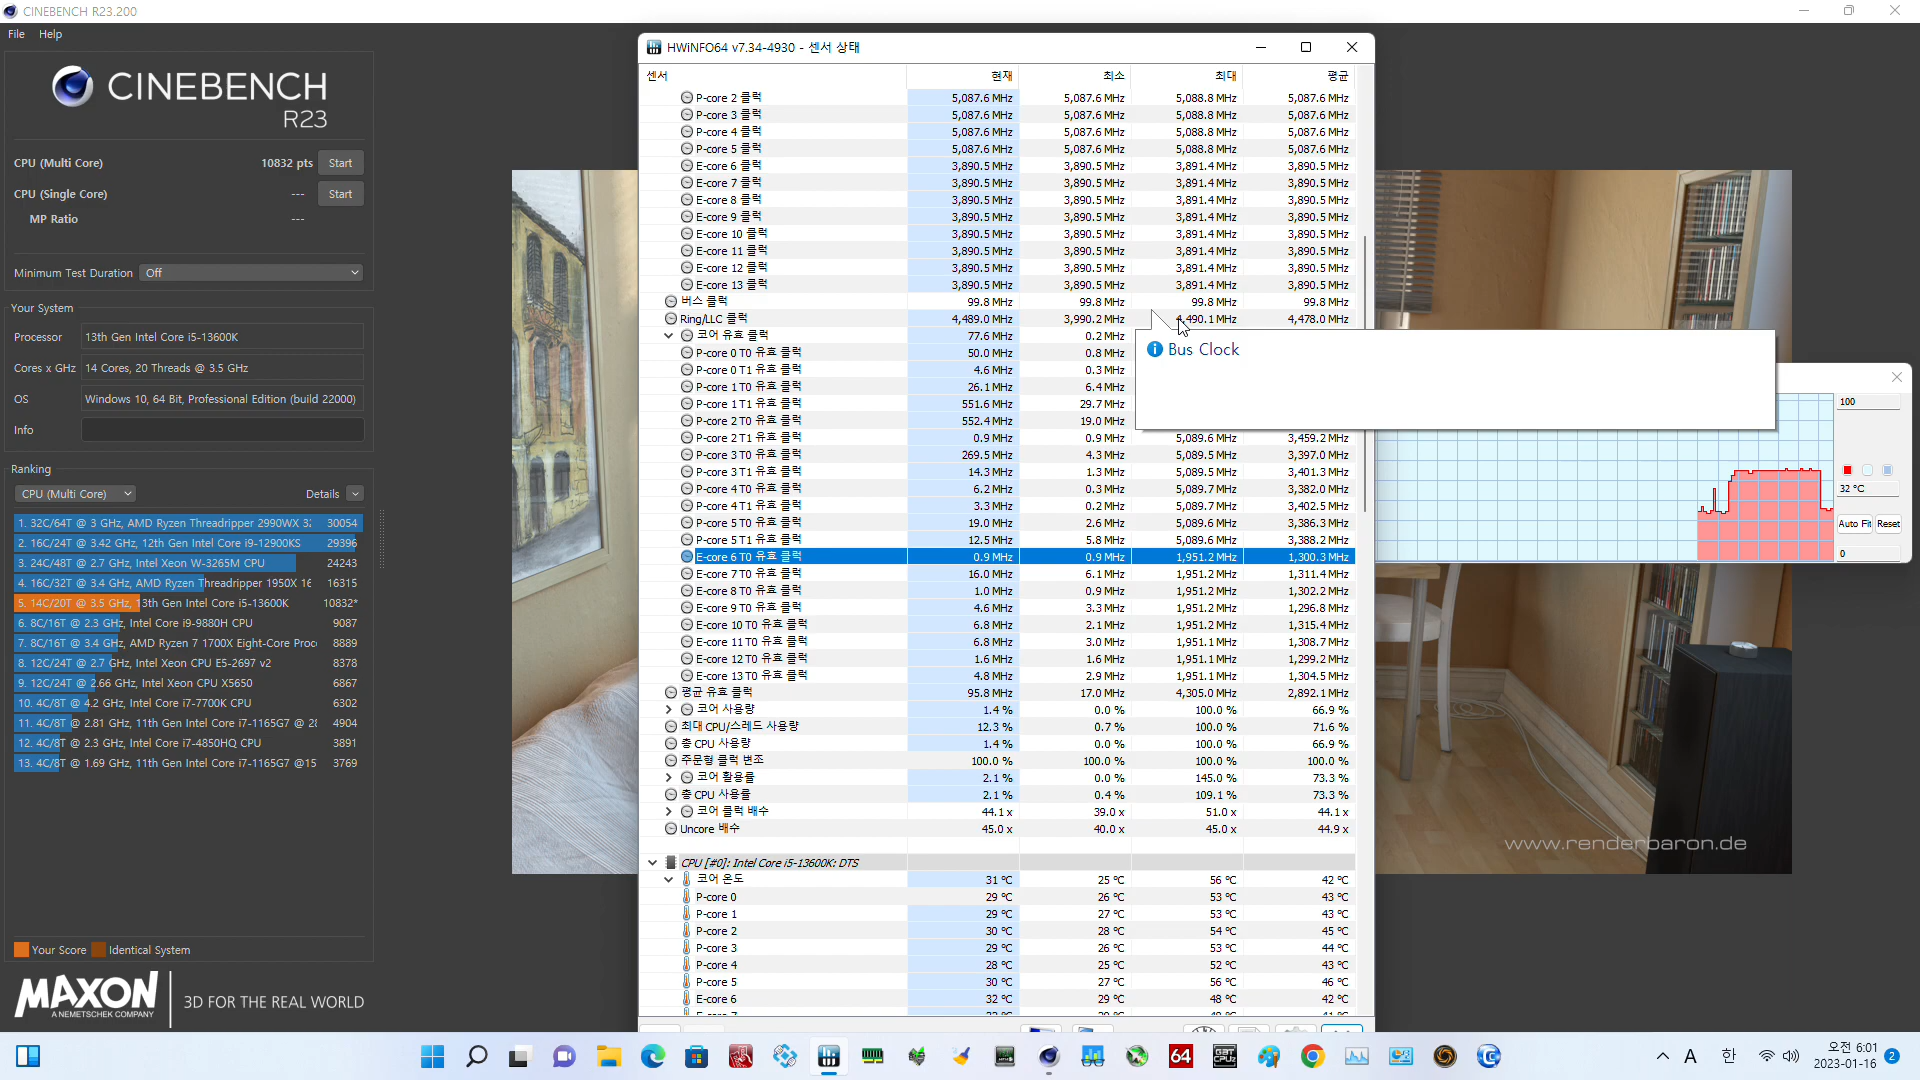 CINEBENCH R23.200
File Help
CINEBENCH
R23
CPU (Multi Core) 10832 pts Start
CPU (Single Core) --- Start
MP Ratio ---
Minimum Test Duration Off
Your System
Processor 13th Gen Intel Core i5-13600K
Cores x GHz 14 Cores, 20 Threads @ 3.5 GHz
OS Windows 10, 64 Bit, Professional Edition (build 22000)
Info
Ranking
CPU (Multi Core) Details
1. 32C/64T @ 3 GHz, AMD Ryzen Threadripper 2990WX 3: 30054
2. 16C/24T @ 3.42 GHz, 12th Gen Intel Core i9-12900KS 29396
3. 24C/48T @ 2.7 GHz, Intel Xeon W-3265M CPU 24243
4. 16C/32T @ 3.4 GHz, AMD Ryzen Threadripper 1950X 16 16315
5. 14C/20T @ 3.5 GHz, 13th Gen Intel Core i5-13600K 10832*
6. 8C/16T @ 2.3 GHz, Intel Core i9-9880H CPU 9087
7. 8C/16T @ 3.4 GHz, AMD Ryzen 7 1700X Eight-Core Proc 8889
8. 12C/24T @ 2.7 GHz, Intel Xeon CPU E5-2697 v2 8378
9. 12C/24T @ 2.66 GHz, Intel Xeon CPU X5650 6867
10. 4C/8T @ 4.2 GHz, Intel Core i7-7700K CPU 6302
11. 4C/8T @ 2.81 GHz, 11th Gen Intel Core i7-1165G7 @ 28 4904
12. 4C/8T @ 2.3 GHz, Intel Core i7-4850HQ CPU 3891
13. 4C/8T @ 1.69 GHz, 11th Gen Intel Core i7-1165G7 @15 3769
Your Score Identical System
MAXON
A NEMETSCHEK COMPANY
3D FOR THE REAL WORLD
HWiNFO64 v7.34-4930 - 센서 상태
센서 현재 최소 최대 평균
P-core 2 클럭 5,087.6 MHz 5,087.6 MHz 5,088.8 MHz 5,087.6 MHz
P-core 3 클럭 5,087.6 MHz 5,087.6 MHz 5,088.8 MHz 5,087.6 MHz
P-core 4 클럭 5,087.6 MHz 5,087.6 MHz 5,088.8 MHz 5,087.6 MHz
P-core 5 클럭 5,087.6 MHz 5,087.6 MHz 5,088.8 MHz 5,087.6 MHz
E-core 6 클럭 3,890.5 MHz 3,890.5 MHz 3,891.4 MHz 3,890.5 MHz
E-core 7 클럭 3,890.5 MHz 3,890.5 MHz 3,891.4 MHz 3,890.5 MHz
E-core 8 클럭 3,890.5 MHz 3,890.5 MHz 3,891.4 MHz 3,890.5 MHz
E-core 9 클럭 3,890.5 MHz 3,890.5 MHz 3,891.4 MHz 3,890.5 MHz
E-core 10 클럭 3,890.5 MHz 3,890.5 MHz 3,891.4 MHz 3,890.5 MHz
E-core 11 클럭 3,890.5 MHz 3,890.5 MHz 3,891.4 MHz 3,890.5 MHz
E-core 12 클럭 3,890.5 MHz 3,890.5 MHz 3,891.4 MHz 3,890.5 MHz
E-core 13 클럭 3,890.5 MHz 3,890.5 MHz 3,891.4 MHz 3,890.5 MHz
버스 클럭 99.8 MHz 99.8 MHz 99.8 MHz 99.8 MHz
Ring/LLC 클럭 4,489.0 MHz 3,990.2 MHz 4,490.1 MHz 4,478.0 MHz
코어 유효 클럭 77.6 MHz 0.2 MHz
P-core 0 T0 유효 클럭 50.0 MHz 0.8 MHz
P-core 0 T1 유효 클럭 4.6 MHz 0.3 MHz
P-core 1 T0 유효 클럭 26.1 MHz 6.4 MHz
P-core 1 T1 유효 클럭 551.6 MHz 29.7 MHz
P-core 2 T0 유효 클럭 552.4 MHz 19.0 MHz
P-core 2 T1 유효 클럭 0.9 MHz 0.9 MHz 5,089.6 MHz 3,459.2 MHz
P-core 3 T0 유효 클럭 269.5 MHz 4.3 MHz 5,089.5 MHz 3,397.0 MHz
P-core 3 T1 유효 클럭 14.3 MHz 1.3 MHz 5,089.5 MHz 3,401.3 MHz
P-core 4 T0 유효 클럭 6.2 MHz 0.3 MHz 5,089.7 MHz 3,382.0 MHz
P-core 4 T1 유효 클럭 3.3 MHz 0.2 MHz 5,089.7 MHz 3,402.5 MHz
P-core 5 T0 유효 클럭 19.0 MHz 2.6 MHz 5,089.6 MHz 3,386.3 MHz
P-core 5 T1 유효 클럭 12.5 MHz 5.8 MHz 5,089.6 MHz 3,388.2 MHz
E-core 6 T0 유효 클럭 0.9 MHz 0.9 MHz 1,951.2 MHz 1,300.3 MHz
E-core 7 T0 유효 클럭 16.0 MHz 6.1 MHz 1,951.2 MHz 1,311.4 MHz
E-core 8 T0 유효 클럭 1.0 MHz 0.9 MHz 1,951.2 MHz 1,302.2 MHz
E-core 9 T0 유효 클럭 4.6 MHz 3.3 MHz 1,951.2 MHz 1,296.8 MHz
E-core 10 T0 유효 클럭 6.8 MHz 2.1 MHz 1,951.2 MHz 1,315.4 MHz
E-core 11 T0 유효 클럭 6.8 MHz 3.0 MHz 1,951.1 MHz 1,308.7 MHz
E-core 12 T0 유효 클럭 1.6 MHz 1.6 MHz 1,951.1 MHz 1,299.2 MHz
E-core 13 T0 유효 클럭 4.8 MHz 2.9 MHz 1,951.1 MHz 1,304.5 MHz
평균 유효 클럭 95.8 MHz 17.0 MHz 4,305.0 MHz 2,892.1 MHz
코어 사용량 1.4 % 0.0 % 100.0 % 66.9 %
최대 CPU/스레드 사용량 12.3 % 0.7 % 100.0 % 71.6 %
총 CPU 사용량 1.4 % 0.0 % 100.0 % 66.9 %
주문형 클럭 변조 100.0 % 100.0 % 100.0 % 100.0 %
코어 활용률 2.1 % 0.0 % 145.0 % 73.3 %
총 CPU 사용률 2.1 % 0.4 % 109.1 % 73.3 %
코어 클럭 배수 44.1 x 39.0 x 51.0 x 44.1 x
Uncore 배수 45.0 x 40.0 x 45.0 x 44.9 x
CPU [#0]: Intel Core i5-13600K: DTS
코어 온도 31 °C 25 °C 56 °C 42 °C
P-core 0 29 °C 26 °C 53 °C 43 °C
P-core 1 29 °C 27 °C 53 °C 43 °C
P-core 2 30 °C 28 °C 54 °C 45 °C
P-core 3 29 °C 26 °C 53 °C 44 °C
P-core 4 28 °C 25 °C 52 °C 43 °C
P-core 5 30 °C 27 °C 56 °C 46 °C
E-core 6 32 °C 29 °C 48 °C 42 °C
Bus Clock
100
32 °C
Auto Fit Reset
0
www.renderbaron.de
64
A 한 오전 6:01
2023-01-16 2